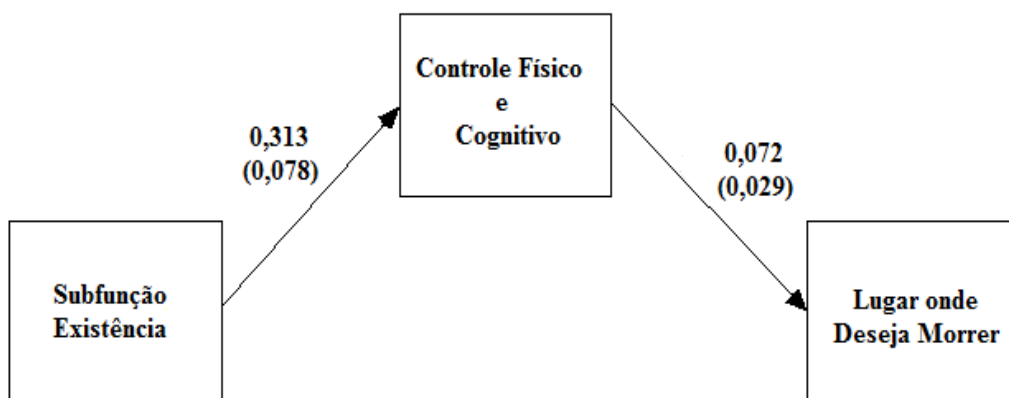 Controle Físico
e
Cognitivo
0,313
(0,078)
0,072
(0,029)
Subfunção
Existência
Lugar onde
Deseja Morrer